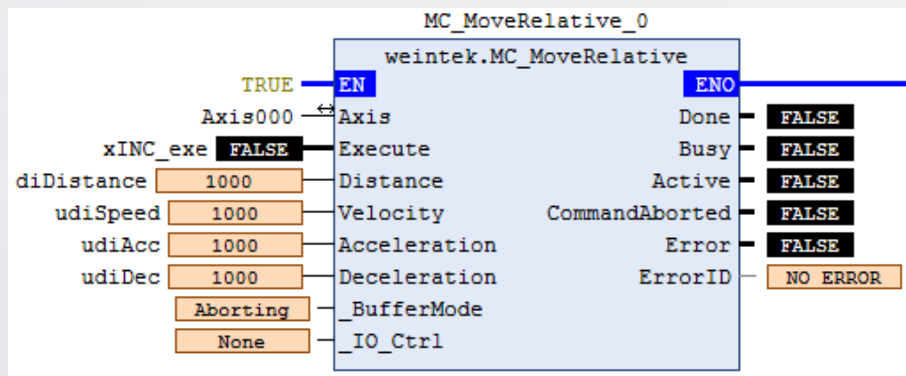 MC_MoveRelative_0
weintek.MC_MoveRelative
TRUE EN ENO
Axis000 Axis Done FALSE
xINC_exe FALSE Execute Busy FALSE
diDistance 1000 Distance Active FALSE
udiSpeed 1000 Velocity CommandAborted FALSE
udiAcc 1000 Acceleration Error FALSE
udiDec 1000 Deceleration ErrorID NO ERROR
Aborting _BufferMode
None _IO_Ctrl